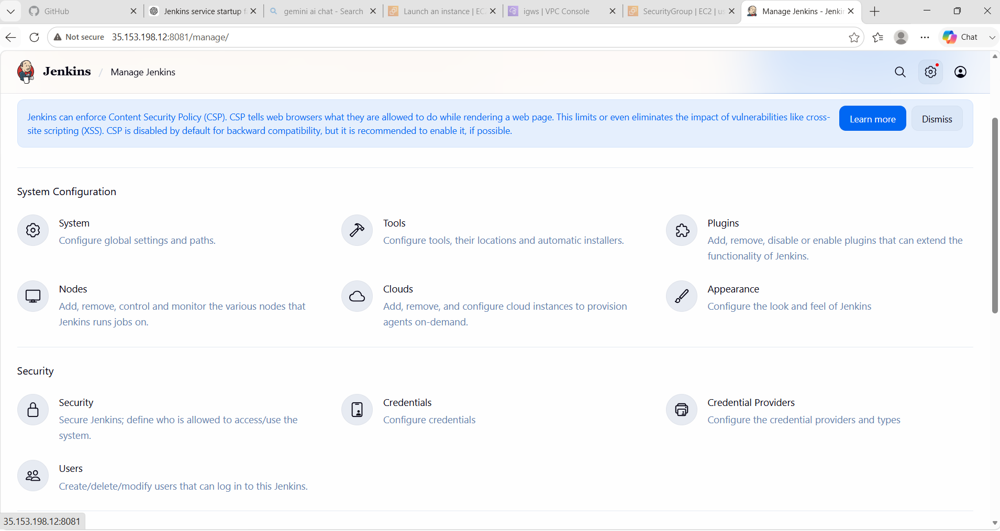 GitHub
Jenkins service startup f
gemini ai chat - Search
Launch an instance | EC
igws | VPC Console
SecurityGroup | EC2 | us
Manage Jenkins - Jenki
Not secure 35.153.198.12:8081/manage/
Chat
Jenkins / Manage Jenkins
Jenkins can enforce Content Security Policy (CSP). CSP tells web browsers what they are allowed to do while rendering a web page. This limits or even eliminates the impact of vulnerabilities like cross-
site scripting (XSS). CSP is disabled by default for backward compatibility, but it is recommended to enable it, if possible.
Learn more
Dismiss
System Configuration
System
Configure global settings and paths.
Tools
Configure tools, their locations and automatic installers.
Plugins
Add, remove, disable or enable plugins that can extend the
functionality of Jenkins.
Nodes
Add, remove, control and monitor the various nodes that
Jenkins runs jobs on.
Clouds
Add, remove, and configure cloud instances to provision
agents on-demand.
Appearance
Configure the look and feel of Jenkins
Security
Security
Secure Jenkins; define who is allowed to access/use the
system.
Credentials
Configure credentials
Credential Providers
Configure the credential providers and types
Users
Create/delete/modify users that can log in to this Jenkins.
35.153.198.12:8081